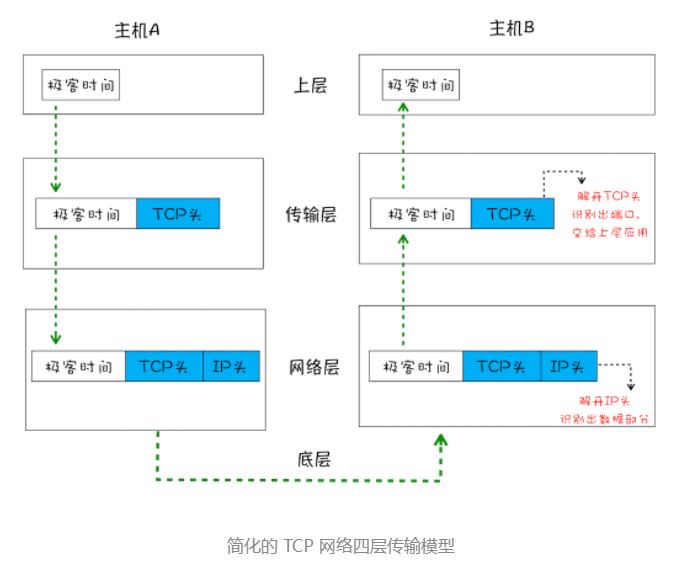 主机A
主机B
极客时间
上层
极客时间
极客时间
TCP头
传输层
极客时间
TCP头
解开TCP头
识别出端口,
交给上层应用
极客时间
TCP头
IP头
网络层
极客时间
TCP头
IP头
解开IP头
识别出数据部分
底层
简化的 TCP 网络四层传输模型